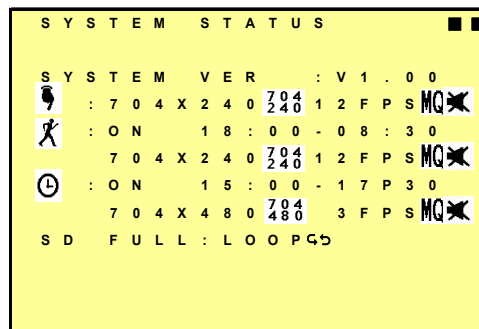 SYSTEM STATUS
SYSTEM VER :V1.00
:704X240 704 240 12FPS MQ
:ON 18:00-08:30
704X240 704 240 12FPS MQ
:ON 15:00-17P30
704X480 704 480 3FPS MQ
SD FULL:LOOP